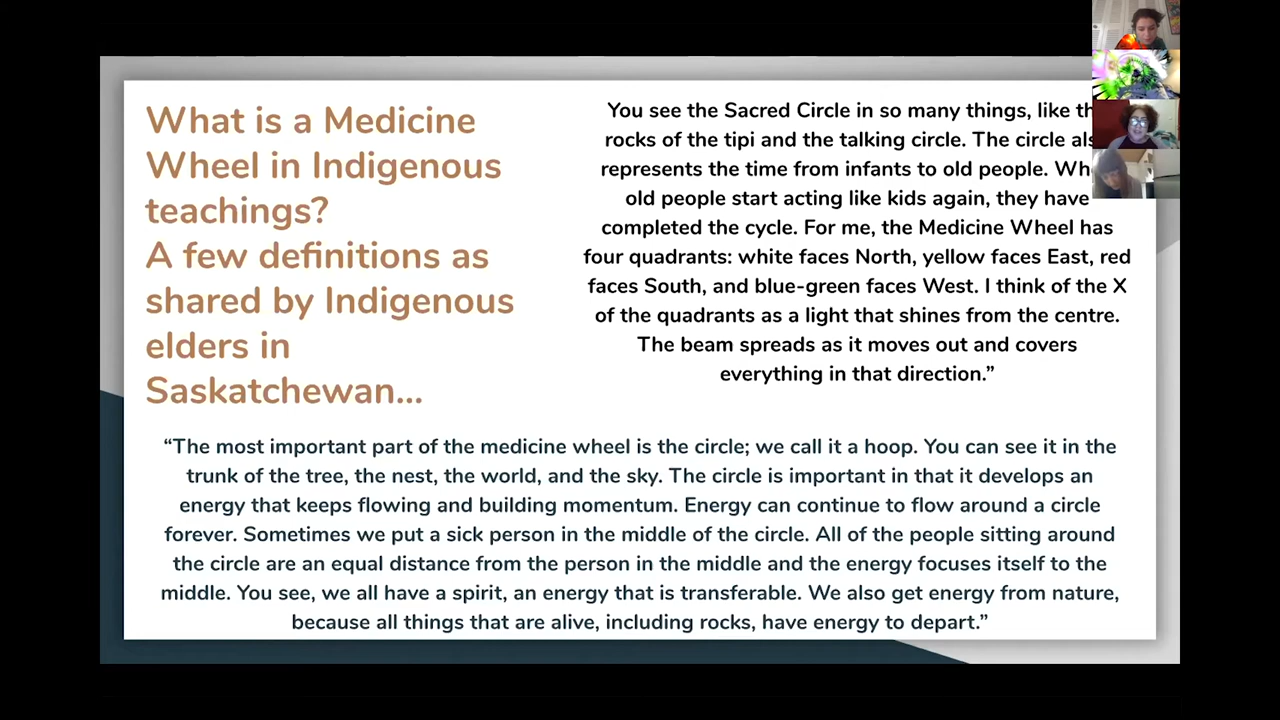 What is a Medicine
Wheel in Indigenous
teachings?
A few definitions as
shared by Indigenous
elders in
Saskatchewan...
You see the Sacred Circle in so many things, like th
rocks of the tipi and the talking circle. The circle als
represents the time from infants to old people. Whe
old people start acting like kids again, they have
completed the cycle. For me, the Medicine Wheel has
four quadrants: white faces North, yellow faces East, red
faces South, and blue-green faces West. I think of the X
of the quadrants as a light that shines from the centre.
The beam spreads as it moves out and covers
everything in that direction.”
“The most important part of the medicine wheel is the circle; we call it a hoop. You can see it in the
trunk of the tree, the nest, the world, and the sky. The circle is important in that it develops an
energy that keeps flowing and building momentum. Energy can continue to flow around a circle
forever. Sometimes we put a sick person in the middle of the circle. All of the people sitting around
the circle are an equal distance from the person in the middle and the energy focuses itself to the
middle. You see, we all have a spirit, an energy that is transferable. We also get energy from nature,
because all things that are alive, including rocks, have energy to depart.”